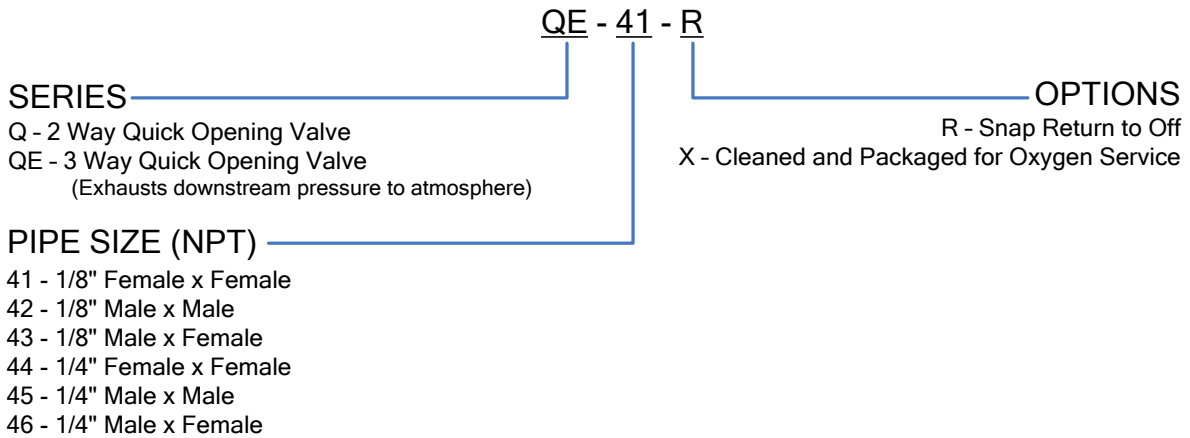 QE - 41 - R
SERIES
Q - 2 Way Quick Opening Valve
QE - 3 Way Quick Opening Valve
(Exhausts downstream pressure to atmosphere)
OPTIONS
R - Snap Return to Off
X - Cleaned and Packaged for Oxygen Service
PIPE SIZE (NPT)
41 - 1/8" Female x Female
42 - 1/8" Male x Male
43 - 1/8" Male x Female
44 - 1/4" Female x Female
45 - 1/4" Male x Male
46 - 1/4" Male x Female